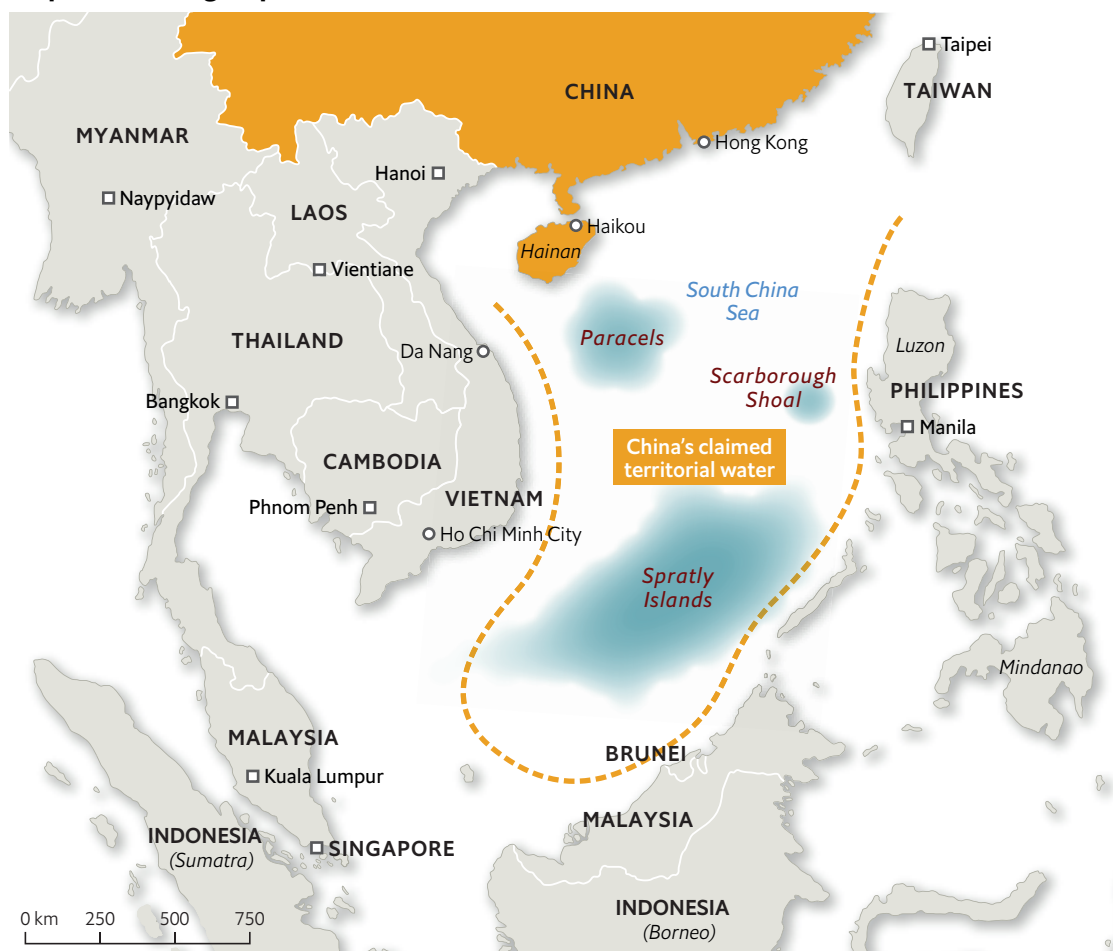 Taipei
CHINA
TAIWAN
MYANMAR
Hong Kong
Hanoi
Naypyidaw
LAOS
Haikou
Hainan
Vientiane
South China
Sea
THAILAND
Paracels
Luzon
Da Nang
Scarborough
Shoal
PHILIPPINES
Bangkok
Manila
China's claimed
territorial water
CAMBODIA
VIETNAM
Phnom Penh
Ho Chi Minh City
Spratly
Islands
Mindanao
MALAYSIA
BRUNEI
Kuala Lumpur
MALAYSIA
INDONESIA
(Sumatra)
SINGAPORE
INDONESIA
(Borneo)
0 km 250 500 750